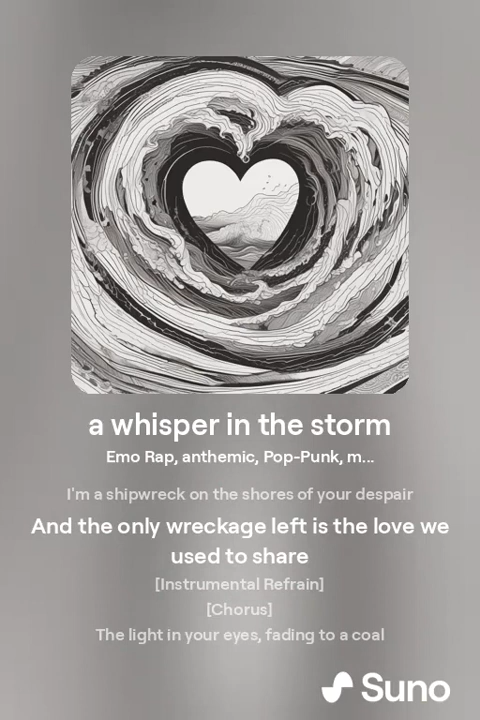 a whisper in the storm
Emo Rap, anthemic, Pop-Punk, m...
I'm a shipwreck on the shores of your despair
And the only wreckage left is the love we
used to share
[Instrumental Refrain]
[Chorus]
The light in your eyes, fading to a coal
Suno